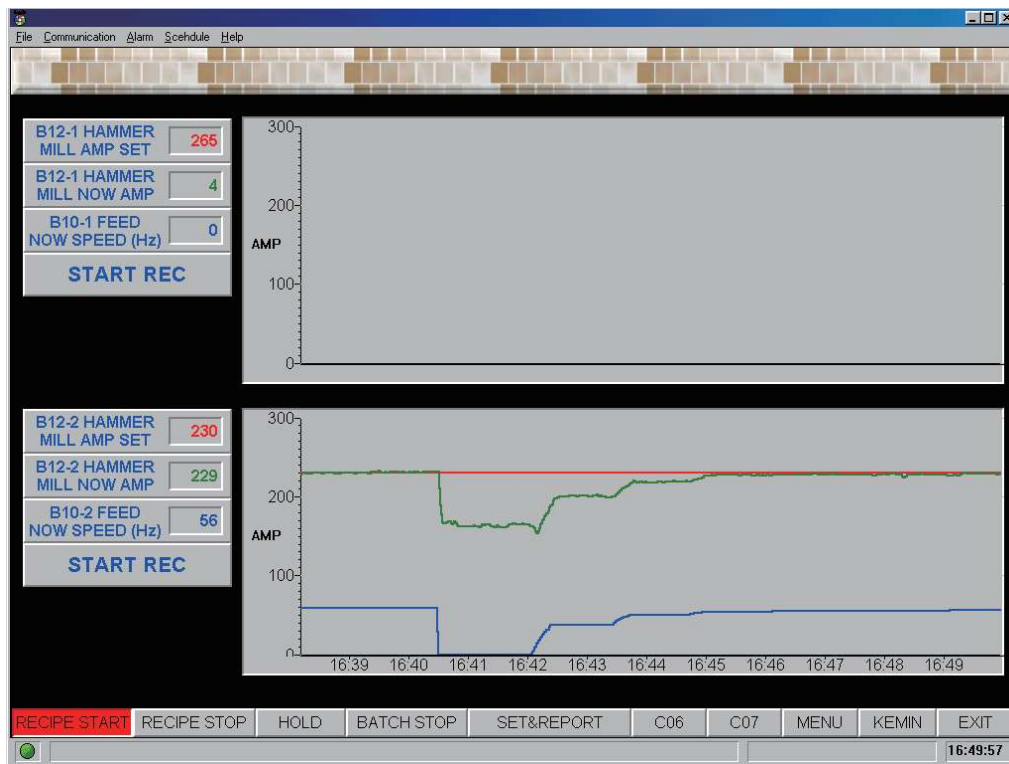 File Communication Alarm Scehdule Help
B12-1 HAMMER
MILL AMP SET 265
B12-1 HAMMER
MILL NOW AMP 4
B10-1 FEED
NOW SPEED (Hz) 0
START REC
300
200
AMP
100
0
B12-2 HAMMER
MILL AMP SET 230
B12-2 HAMMER
MILL NOW AMP 229
B10-2 FEED
NOW SPEED (Hz) 56
START REC
300
200
AMP
100
0
16:39 16:40 16:41 16:42 16:43 16:44 16:45 16:46 16:47 16:48 16:49
RECIPE START RECIPE STOP HOLD BATCH STOP SET&REPORT C06 C07 MENU KEMIN EXIT
16:49:57